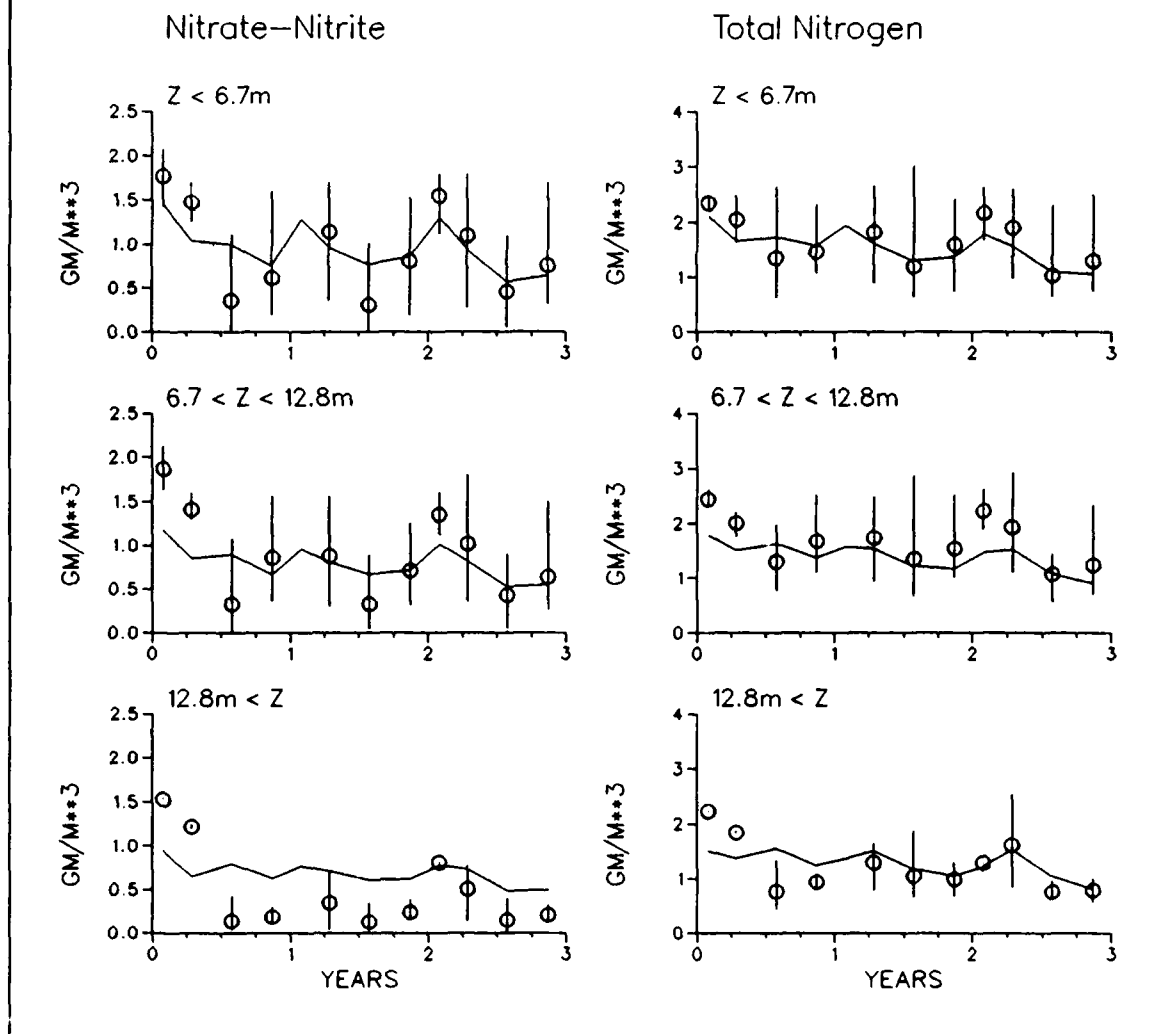 Nitrate–Nitrite
Total Nitrogen
Z < 6.7m
Z < 6.7m
GM/M**3
2.5
2.0
1.5
1.0
0.5
0.0
0 1 2 3
GM/M**3
4
3
2
1
0
0 1 2 3
6.7 < Z < 12.8m
6.7 < Z < 12.8m
GM/M**3
2.5
2.0
1.5
1.0
0.5
0.0
0 1 2 3
GM/M**3
4
3
2
1
0
0 1 2 3
12.8m < Z
12.8m < Z
GM/M**3
2.5
2.0
1.5
1.0
0.5
0.0
0 1 2 3
YEARS
GM/M**3
4
3
2
1
0
0 1 2 3
YEARS